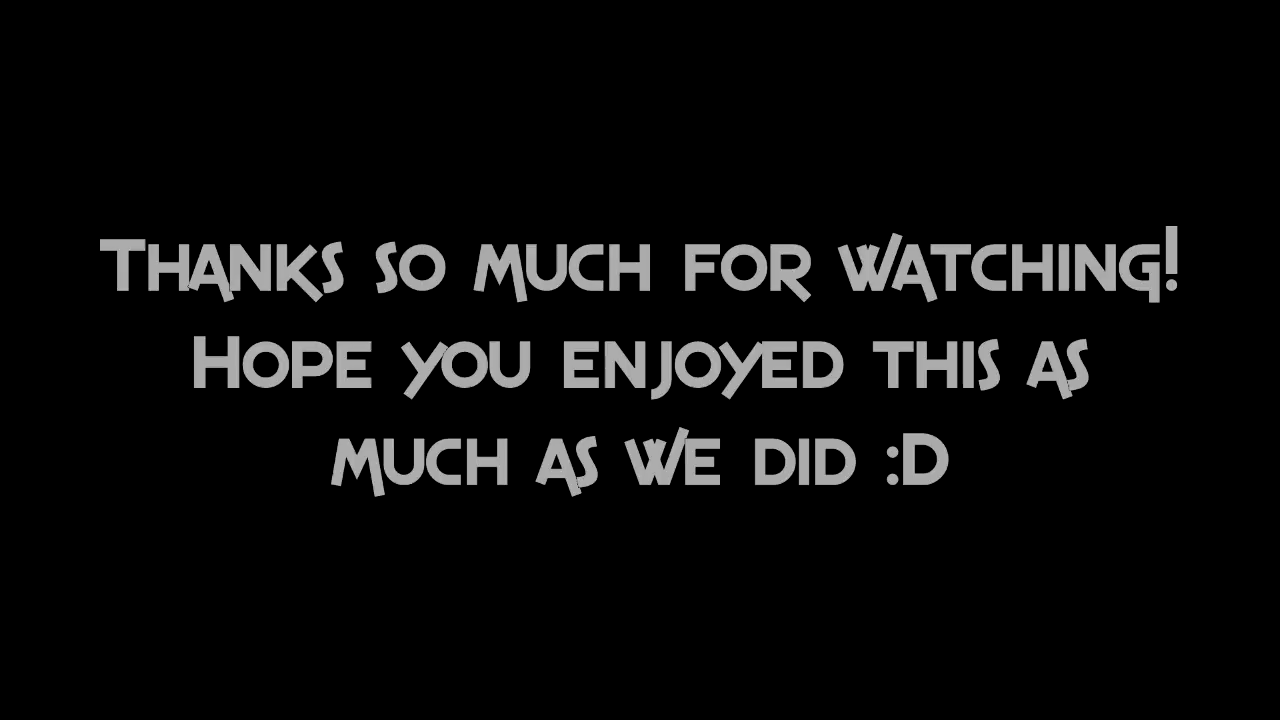 Thanks so much for watching!
Hope you enjoyed this as
much as we did :D